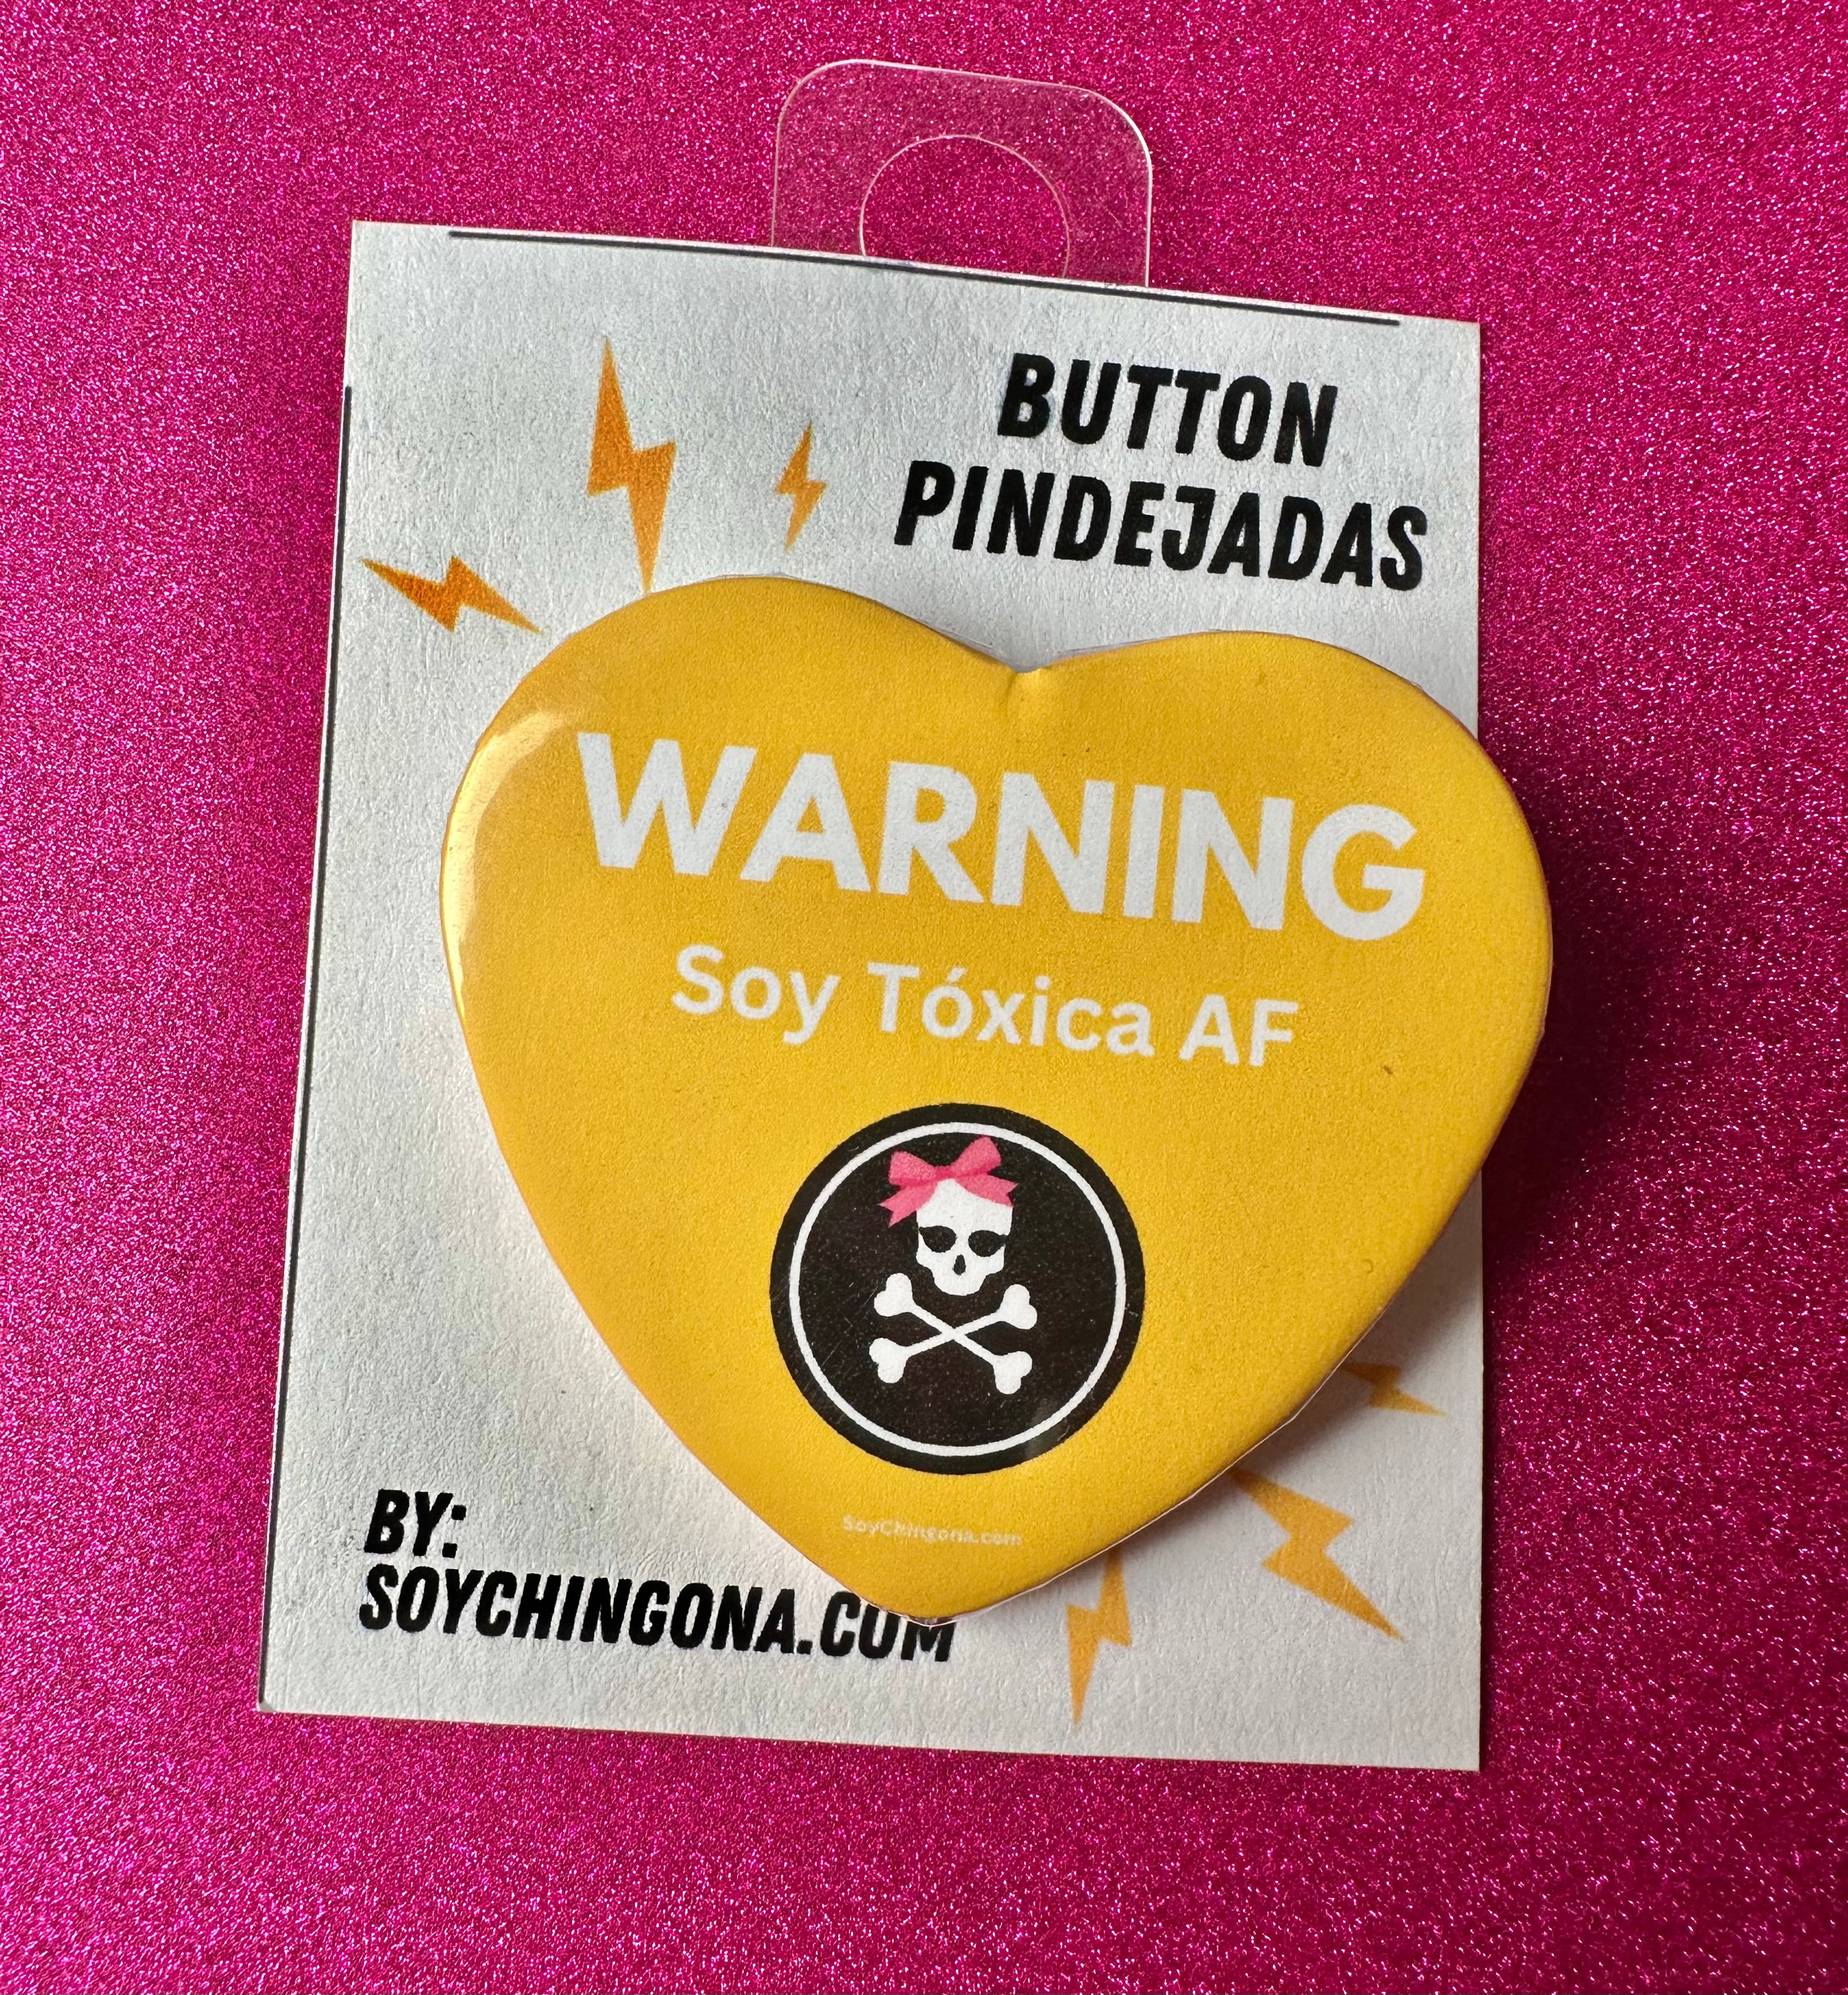 BUTTON
PINDEJADAS
WARNING
Soy Tóxica AF
SoyChingona.com
BY:
SOYCHINGONA.COM